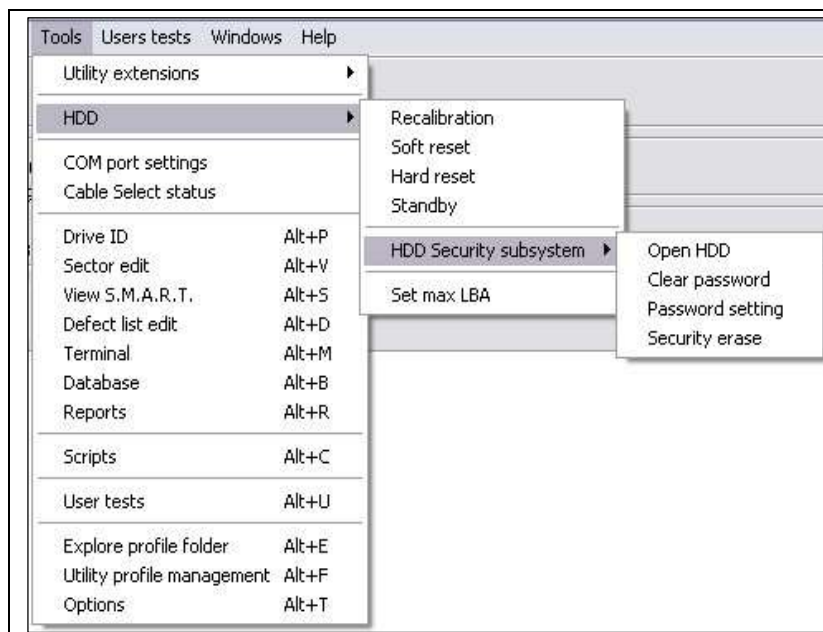 Tools Users tests Windows Help
Utility extensions
HDD
COM port settings
Cable Select status
Drive ID Alt+P
Sector edit Alt+V
View S.M.A.R.T. Alt+S
Defect list edit Alt+D
Terminal Alt+M
Database Alt+B
Reports Alt+R
Scripts Alt+C
User tests Alt+U
Explore profile folder Alt+E
Utility profile management Alt+F
Options Alt+T
Recalibration
Soft reset
Hard reset
Standby
HDD Security subsystem
Set max LBA
Open HDD
Clear password
Password setting
Security erase